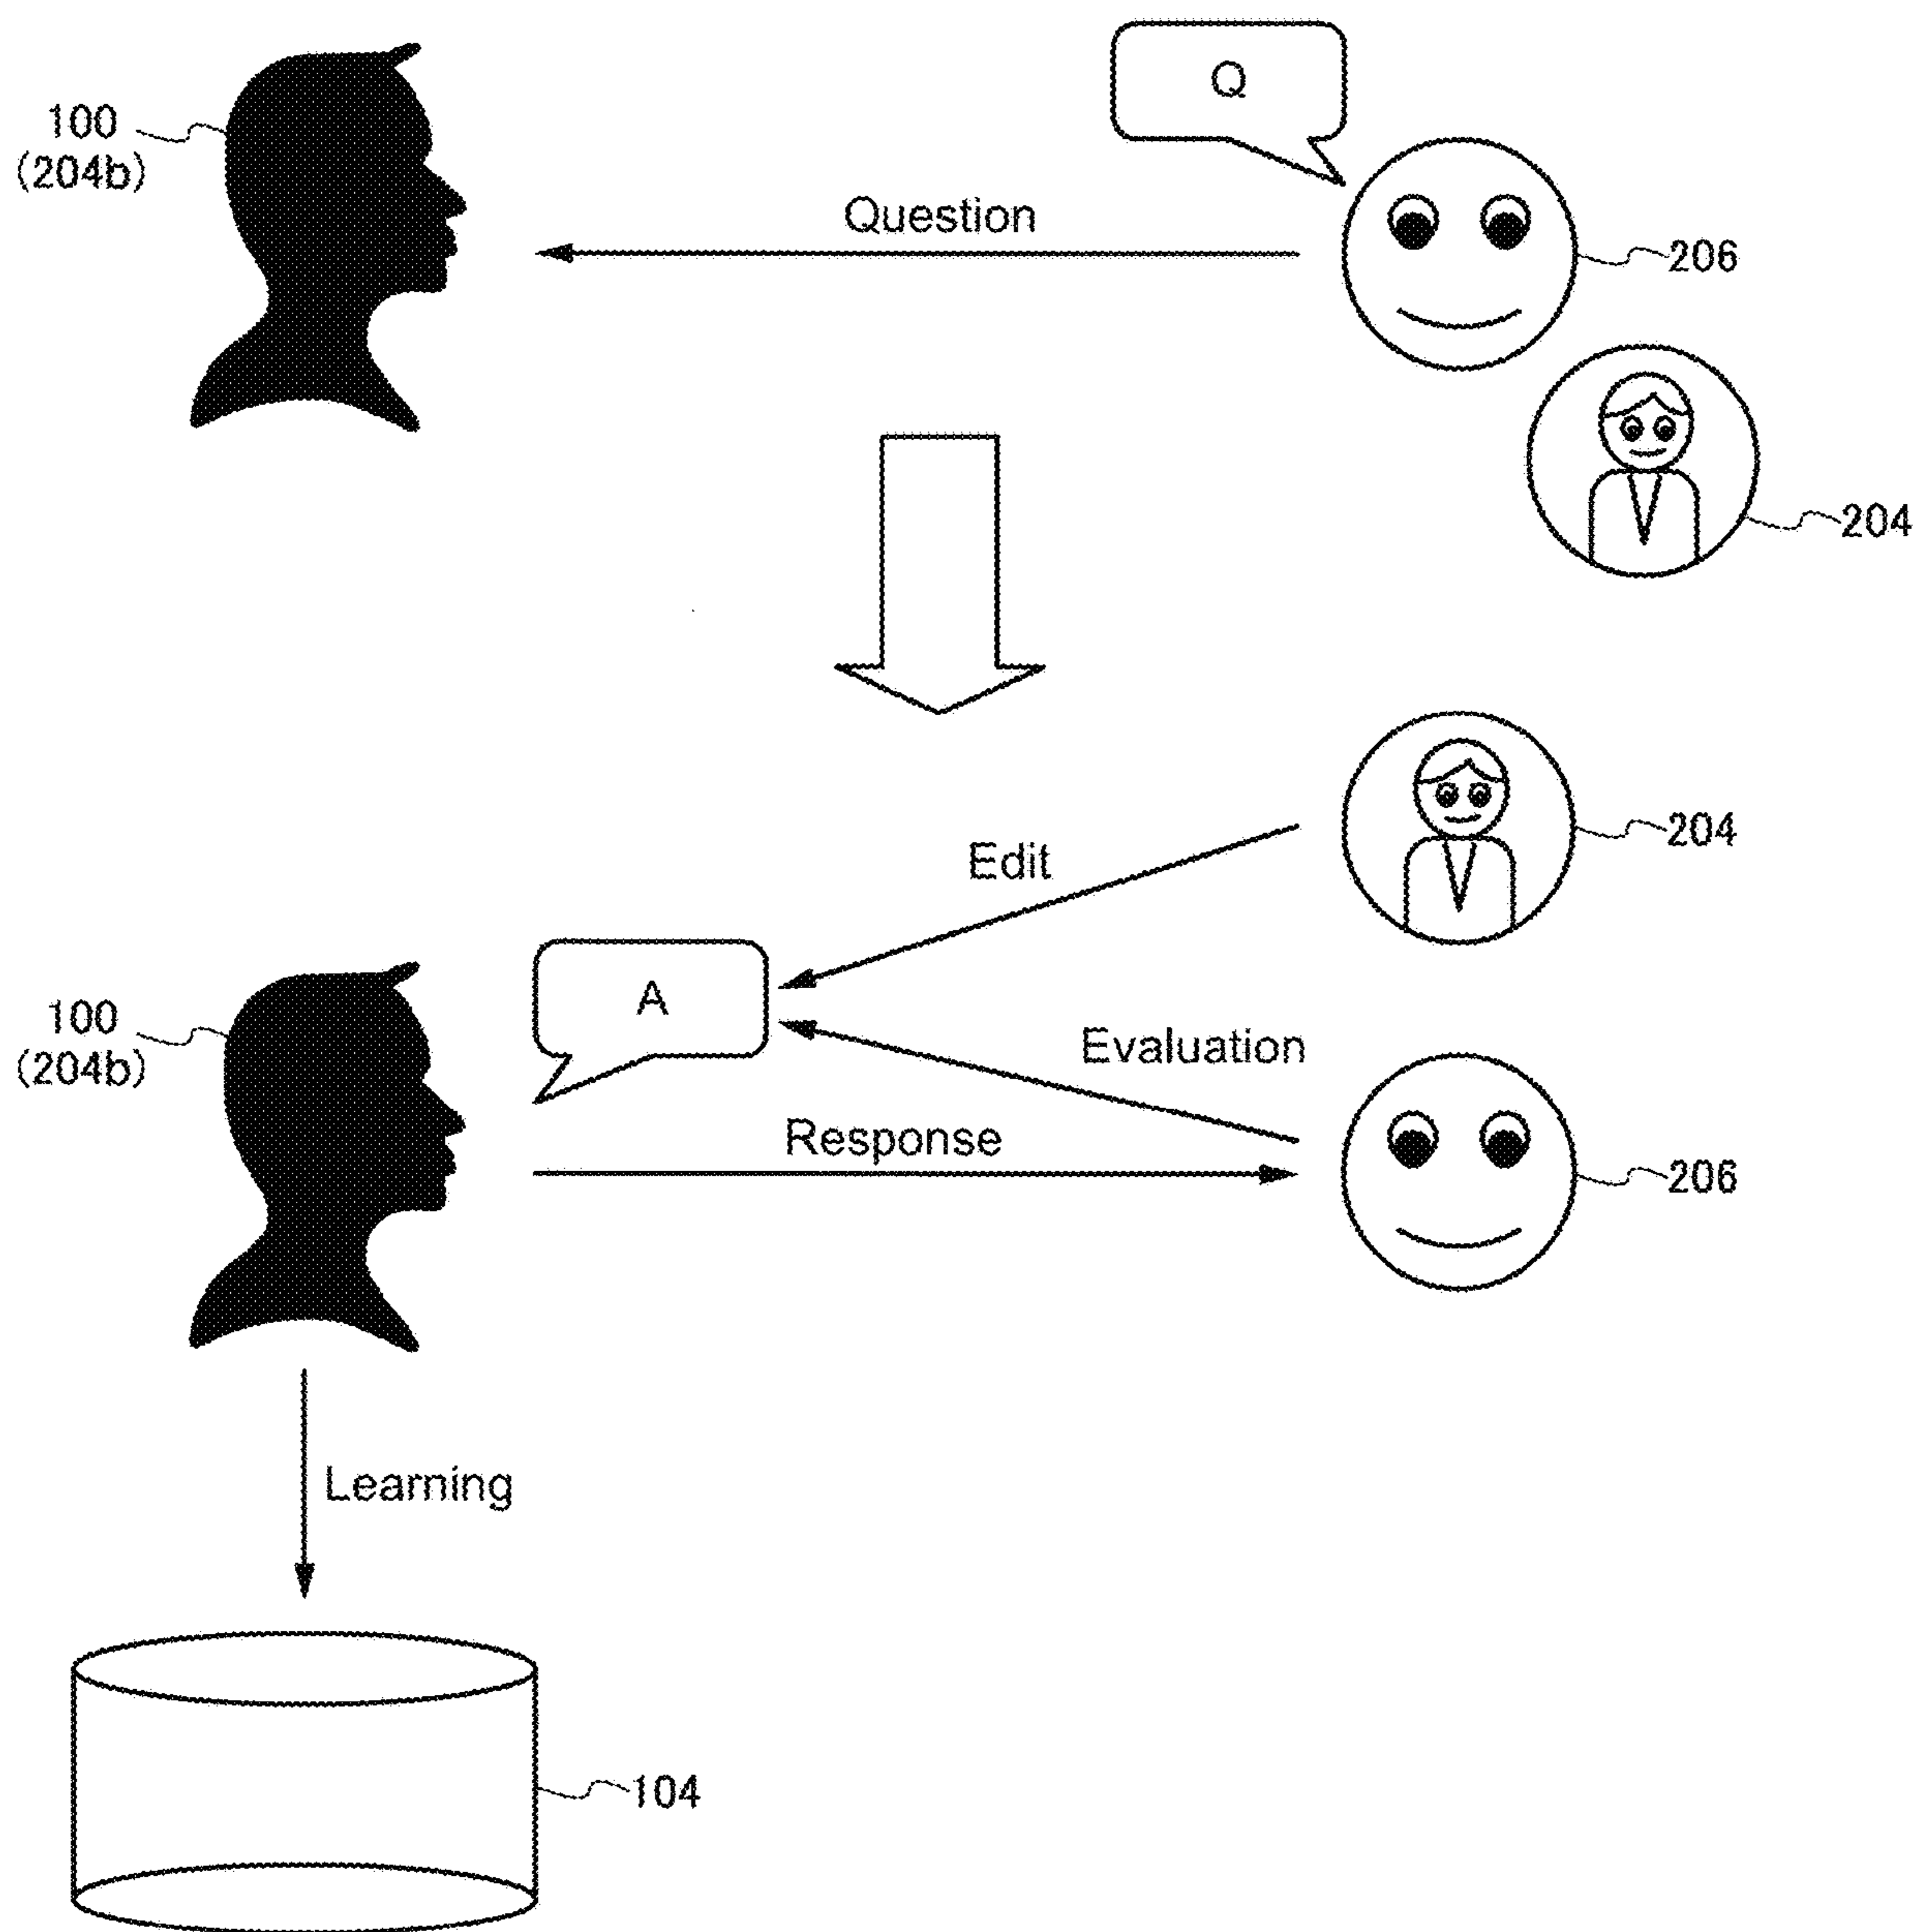 Q
100
(204b)
Question
206
204
204
Edit
A
100
(204b)
Evaluation
Response
206
Learning
104